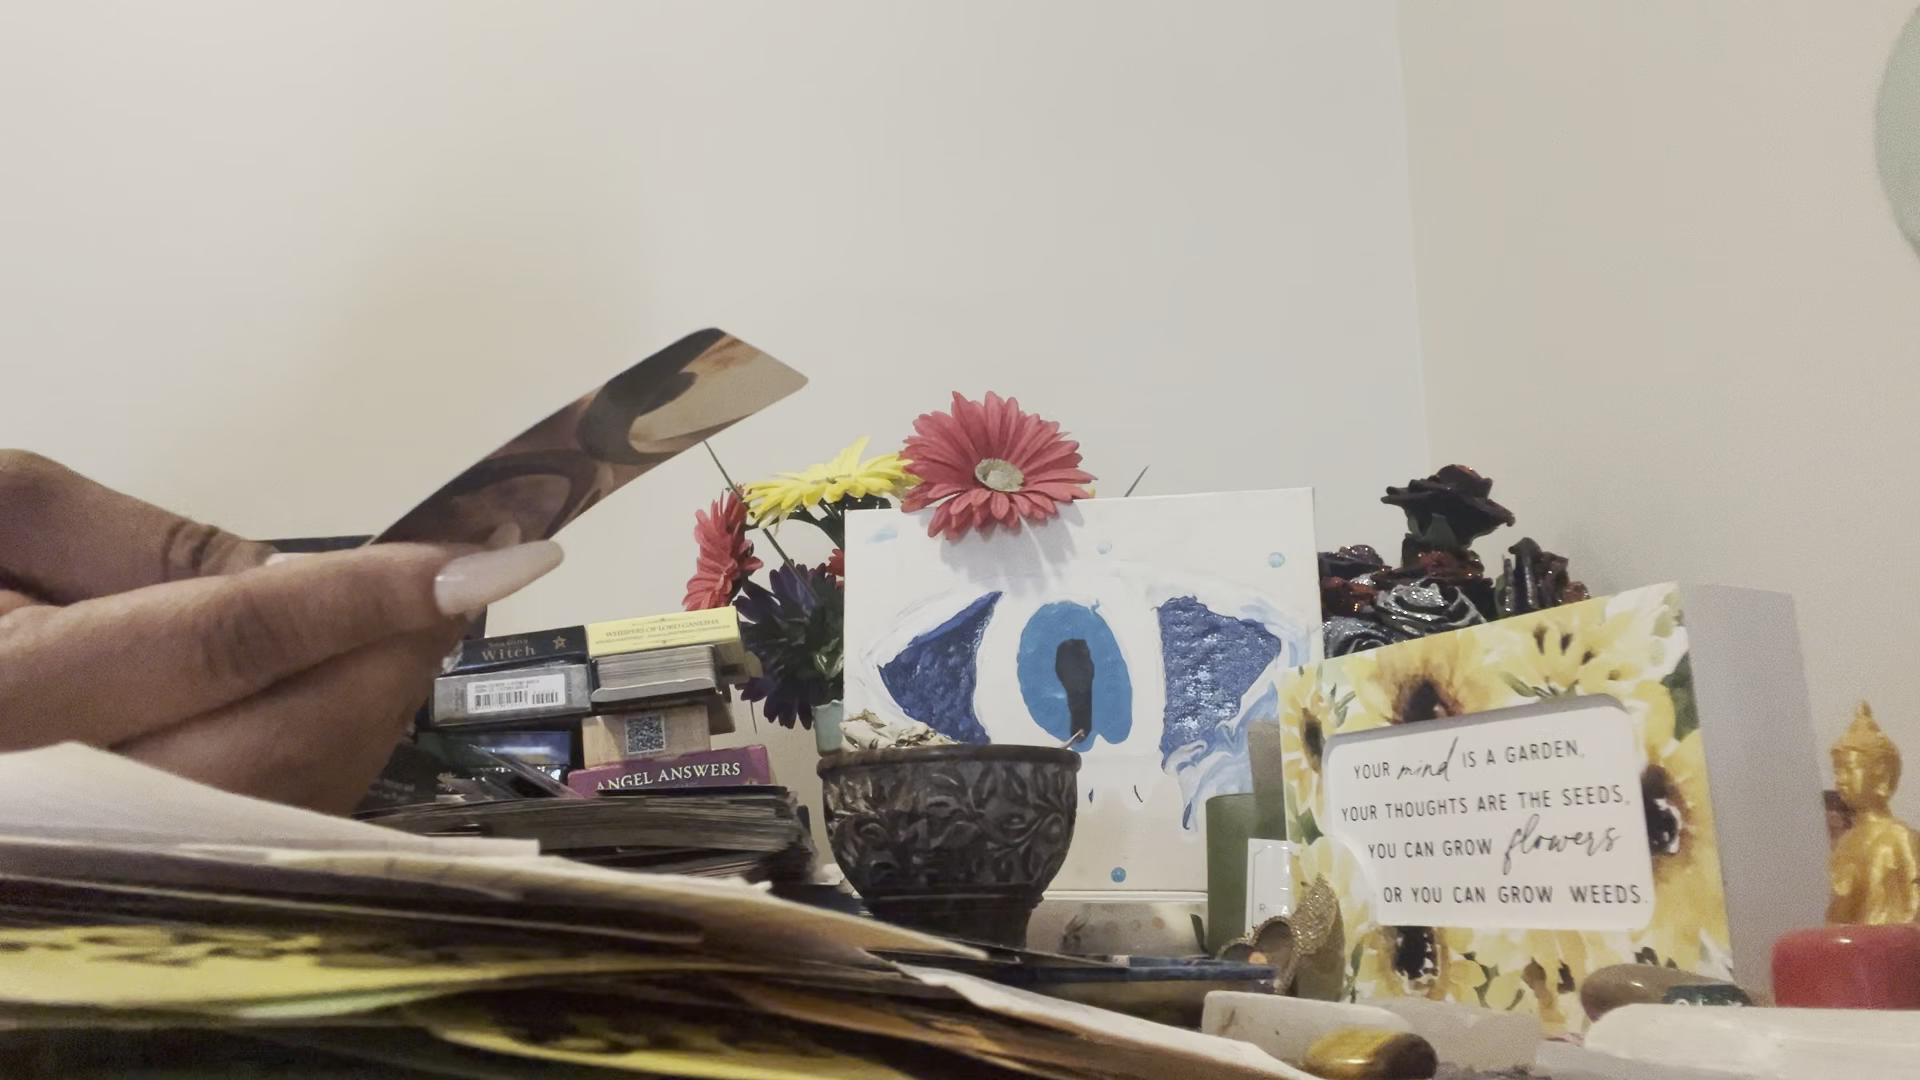 Witch
WHISPERS OF LORD GANESHA
ANGEL ANSWERS
YOUR mind IS A GARDEN,
YOUR THOUGHTS ARE THE SEEDS,
YOU CAN GROW flowers
OR YOU CAN GROW WEEDS.